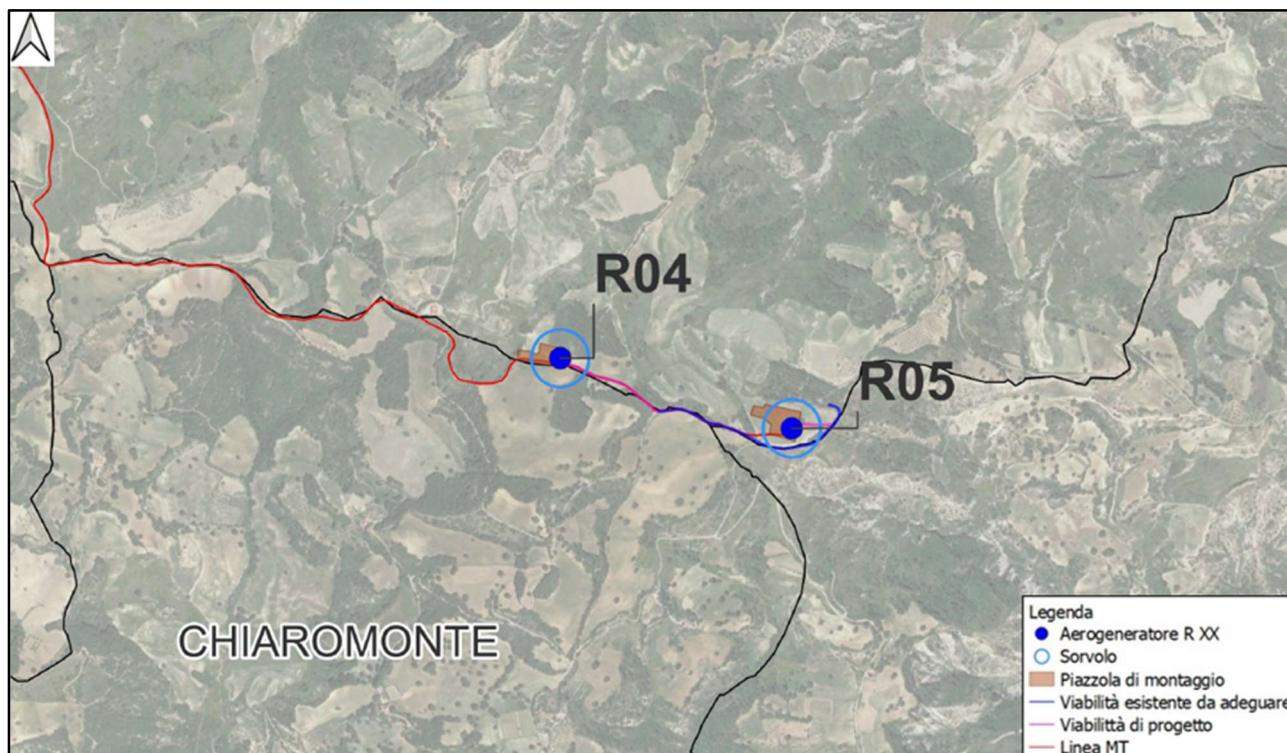 R04
R05
CHIAROMONTE
Legenda
Aerogeneratore R XX
Sorvolo
Piazzola di montaggio
Viabilità esistente da adeguare
Viabilittà di progetto
Linea MT